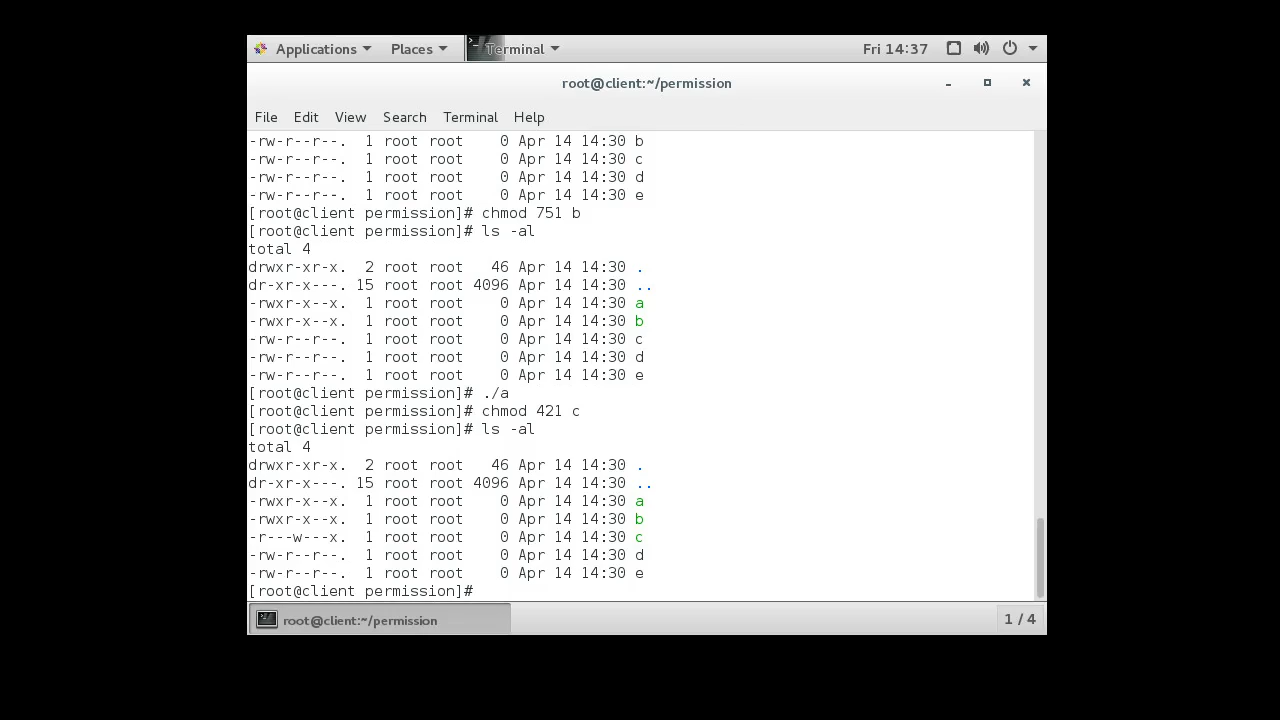 Applications Places Terminal Fri 14:37
root@client:~/permission
File Edit View Search Terminal Help
-rw-r--r--.  1 root root    0 Apr 14 14:30 b
-rw-r--r--.  1 root root    0 Apr 14 14:30 c
-rw-r--r--.  1 root root    0 Apr 14 14:30 d
-rw-r--r--.  1 root root    0 Apr 14 14:30 e
[root@client permission]# chmod 751 b
[root@client permission]# ls -al
total 4
drwxr-xr-x.  2 root root   46 Apr 14 14:30 .
dr-xr-x---. 15 root root 4096 Apr 14 14:30 ..
-rwxr-x--x.  1 root root    0 Apr 14 14:30 a
-rwxr-x--x.  1 root root    0 Apr 14 14:30 b
-rw-r--r--.  1 root root    0 Apr 14 14:30 c
-rw-r--r--.  1 root root    0 Apr 14 14:30 d
-rw-r--r--.  1 root root    0 Apr 14 14:30 e
[root@client permission]# ./a
[root@client permission]# chmod 421 c
[root@client permission]# ls -al
total 4
drwxr-xr-x.  2 root root   46 Apr 14 14:30 .
dr-xr-x---. 15 root root 4096 Apr 14 14:30 ..
-rwxr-x--x.  1 root root    0 Apr 14 14:30 a
-rwxr-x--x.  1 root root    0 Apr 14 14:30 b
-r---w---x.  1 root root    0 Apr 14 14:30 c
-rw-r--r--.  1 root root    0 Apr 14 14:30 d
-rw-r--r--.  1 root root    0 Apr 14 14:30 e
[root@client permission]#
root@client:~/permission 1 / 4